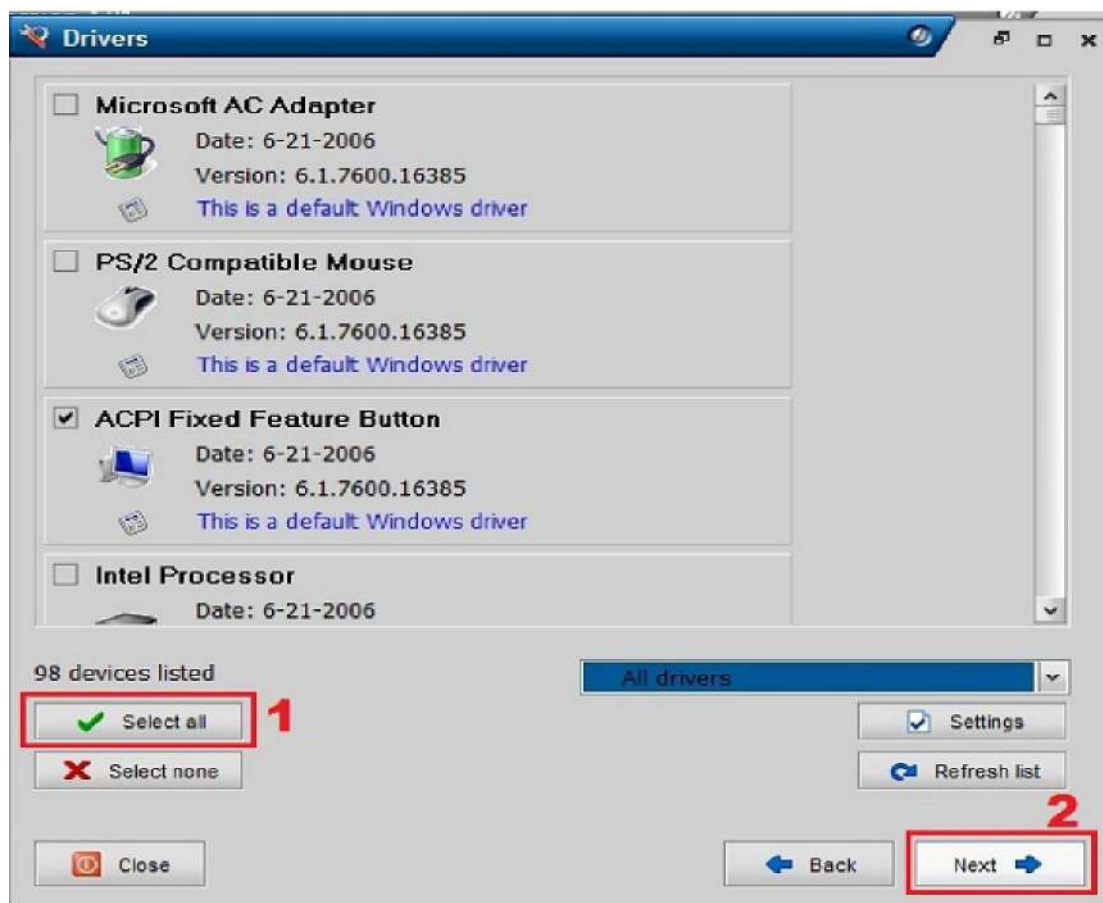 Drivers
Microsoft AC Adapter
Date: 6-21-2006
Version: 6.1.7600.16385
This is a default Windows driver
PS/2 Compatible Mouse
Date: 6-21-2006
Version: 6.1.7600.16385
This is a default Windows driver
ACPI Fixed Feature Button
Date: 6-21-2006
Version: 6.1.7600.16385
This is a default Windows driver
Intel Processor
Date: 6-21-2006
98 devices listed
All drivers
Select all
1
Settings
Select none
Refresh list
2
Close
Back
Next